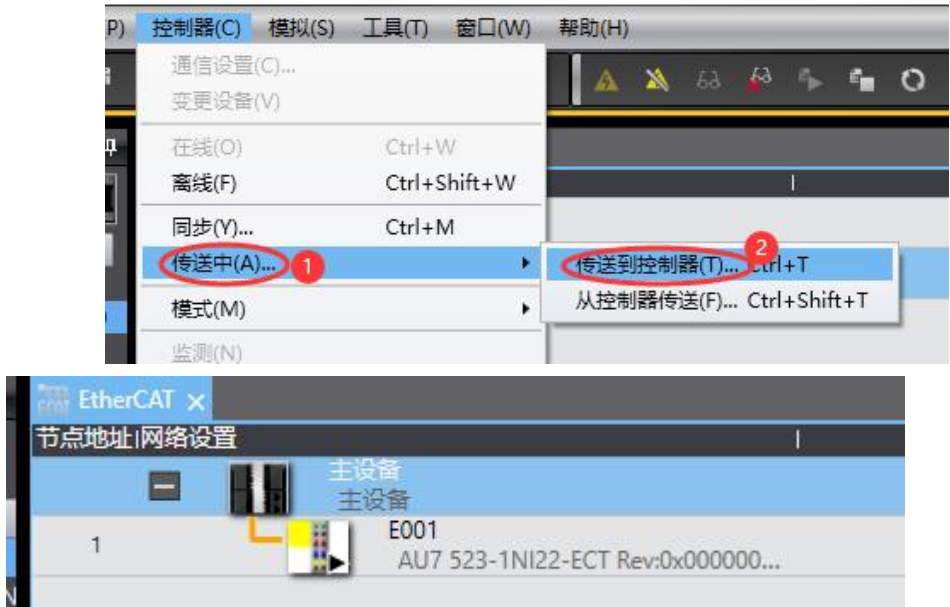 P) 控制器(C) 模拟(S) 工具(T) 窗口(W) 帮助(H)
通信设置(C)...
变更设备(V)
在线(O) Ctrl+W
离线(F) Ctrl+Shift+W
同步(Y)... Ctrl+M
传送中(A)... 1
2
传送到控制器(T)... Ctrl+T
从控制器传送(F)... Ctrl+Shift+T
模式(M)
监测(N)
EtherCAT
节点地址|网络设置
主设备
主设备
1 E001
AU7 523-1NI22-ECT Rev:0x000000...